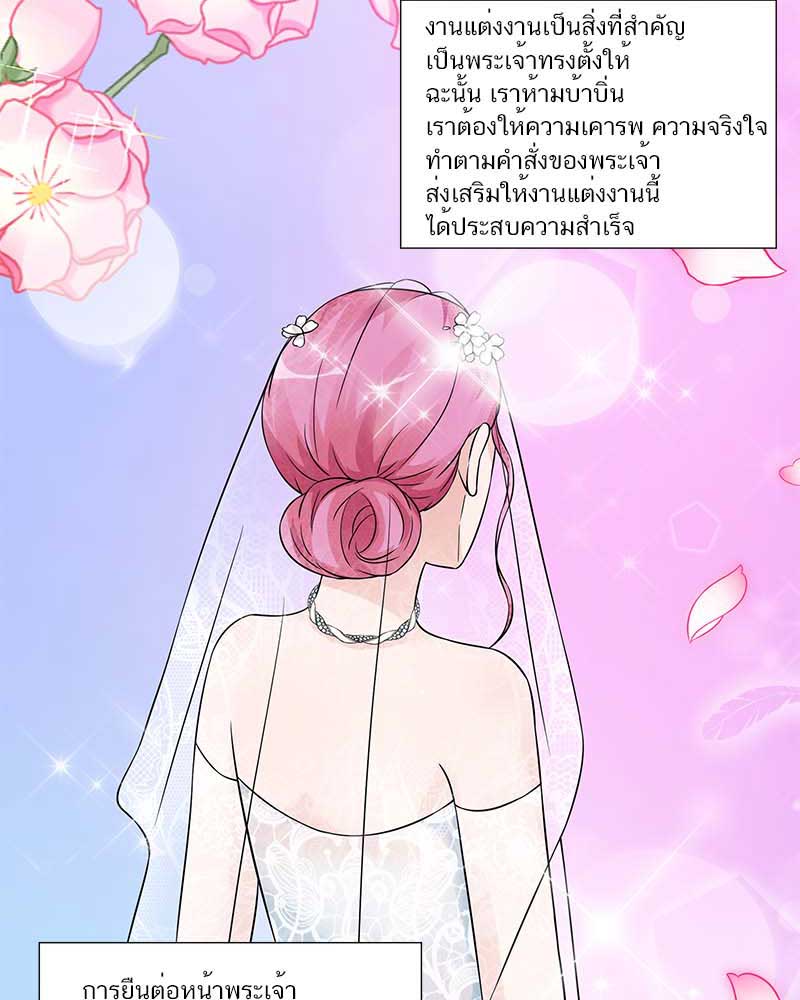 งานแต่งงานเป็นสิ่งที่สำคัญ
เป็นพระเจ้าทรงตั้งให้
ฉะนั้น เราห้ามบ้าบิ่น
เราต้องให้ความเคารพ ความจริงใจ
ทำตามคำสั่งของพระเจ้า
ส่งเสริมให้งานแต่งงานนี้
ได้ประสบความสำเร็จ
การยืนต่อหน้าพระเจ้า